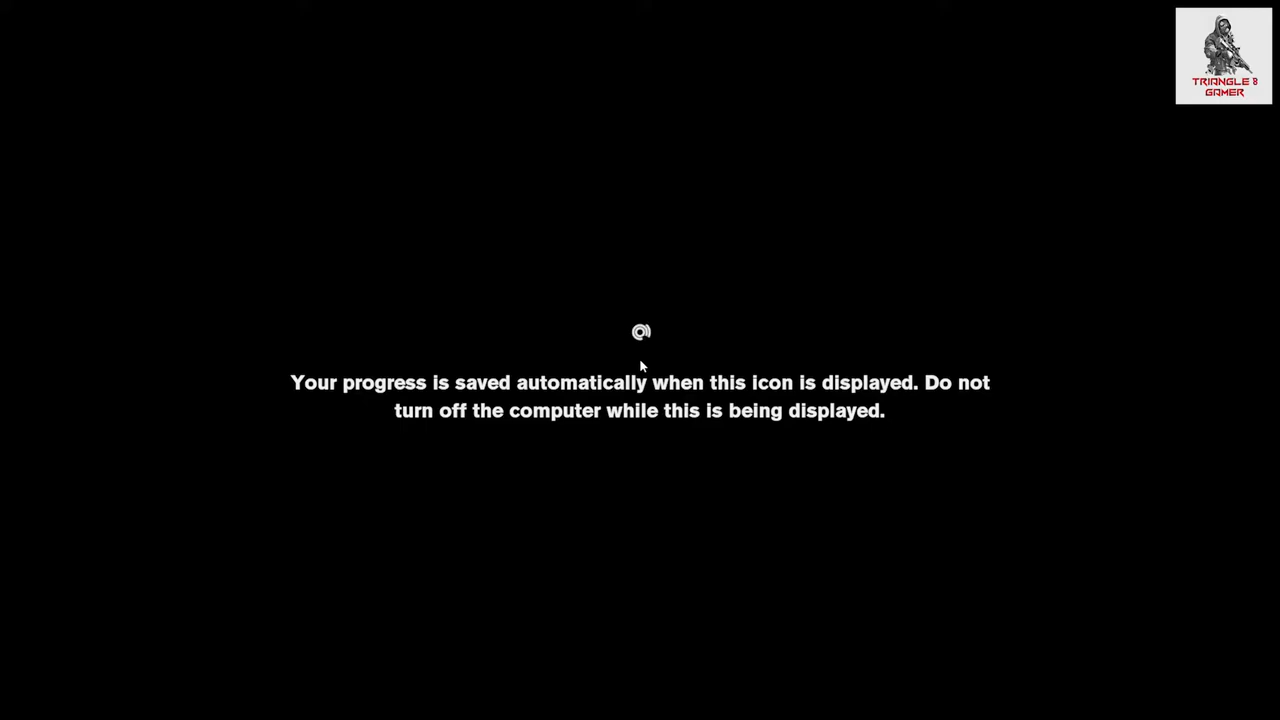 TRIANGLE 8
GAMER
Your progress is saved automatically when this icon is displayed. Do not
turn off the computer while this is being displayed.